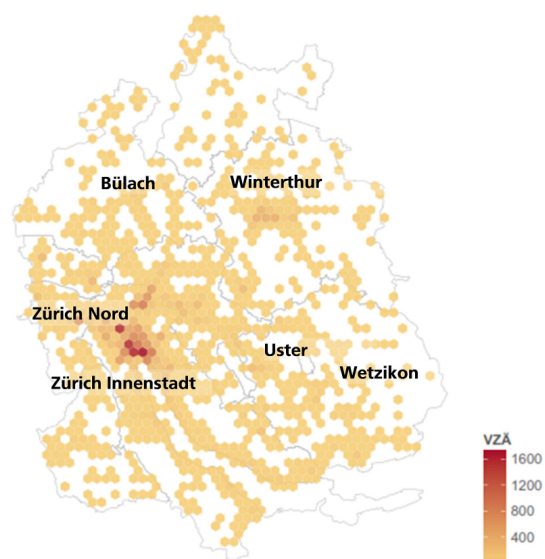 Bülach
Winterthur
Zürich Nord
Uster
Wetzikon
Zürich Innenstadt
VZÄ
1600
1200
800
400